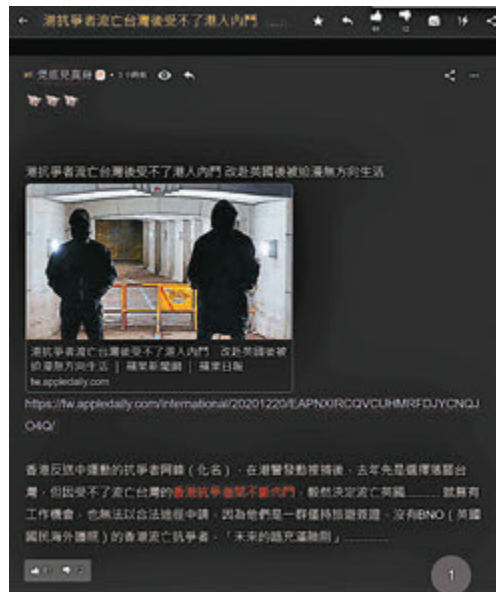 港抗爭者流亡台灣後受不了港人內鬥 ......
港抗爭者流亡台灣後受不了港人內鬥 改赴英國後被迫漫無方向生活
港抗爭者流亡台灣後受不了港人內鬥 改赴英國後被
迫漫無方向生活 | 蘋果新聞網 | 蘋果日報
tw.appledaily.com
https://tw.appledaily.com/international/20201220/EAPNXIRCQVCUHMRFDJYCNQJ
O4Q/
香港反送中運動的抗爭者阿鋒（化名），在港警發動搜捕後，去年先是選擇落腳台
灣，但因受不了流亡台灣的香港抗爭者間不斷內鬥，毅然決定流亡英國............就無有
工作機會，也無法以合法途徑申請，因為他們是一群僅持旅遊簽證，沒有BNO（英國
國民海外護照）的香港流亡抗爭者，「未來的路充滿險阻」............
1